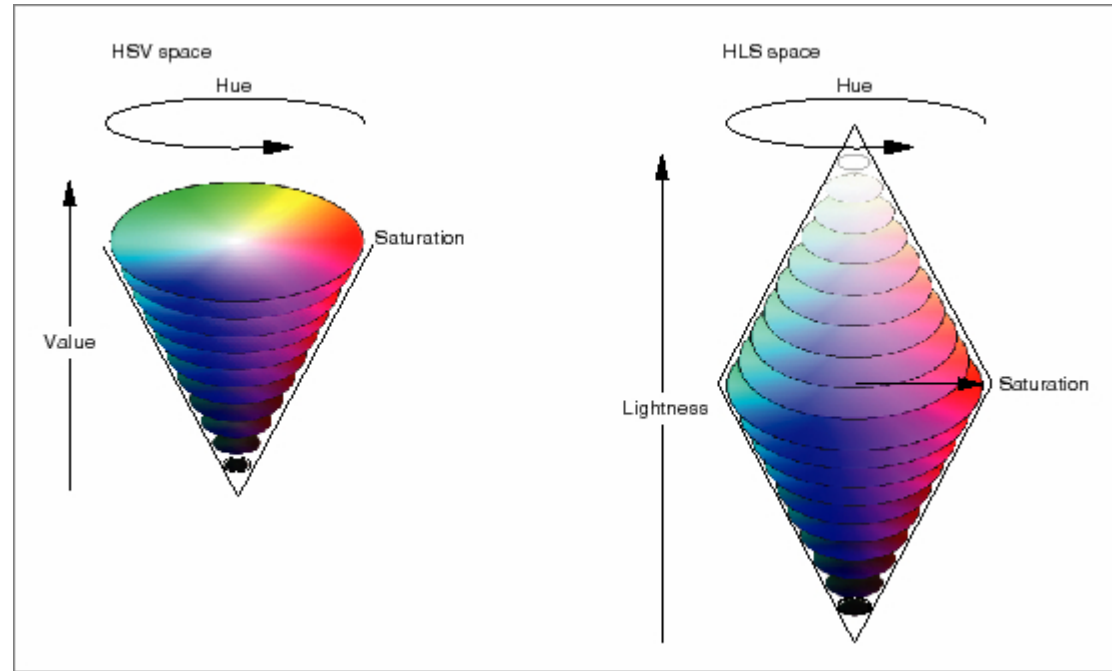 HSV space
Hue
Saturation
Value
HLS space
Hue
Lightness
Saturation